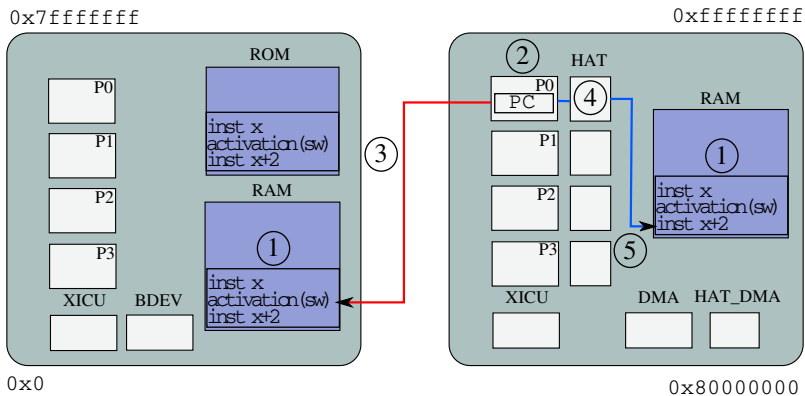 0x7fffffff
0xffffffff
ROM
P0
inst x
activation(sw)
inst x+2
P1
P2
P3
RAM
1
inst x
activation(sw)
inst x+2
XICU
BDEV
0x0
3
2
HAT
P0
PC
4
P1
P2
P3
5
RAM
1
inst x
activation(sw)
inst x+2
XICU
DMA
HAT_DMA
0x80000000